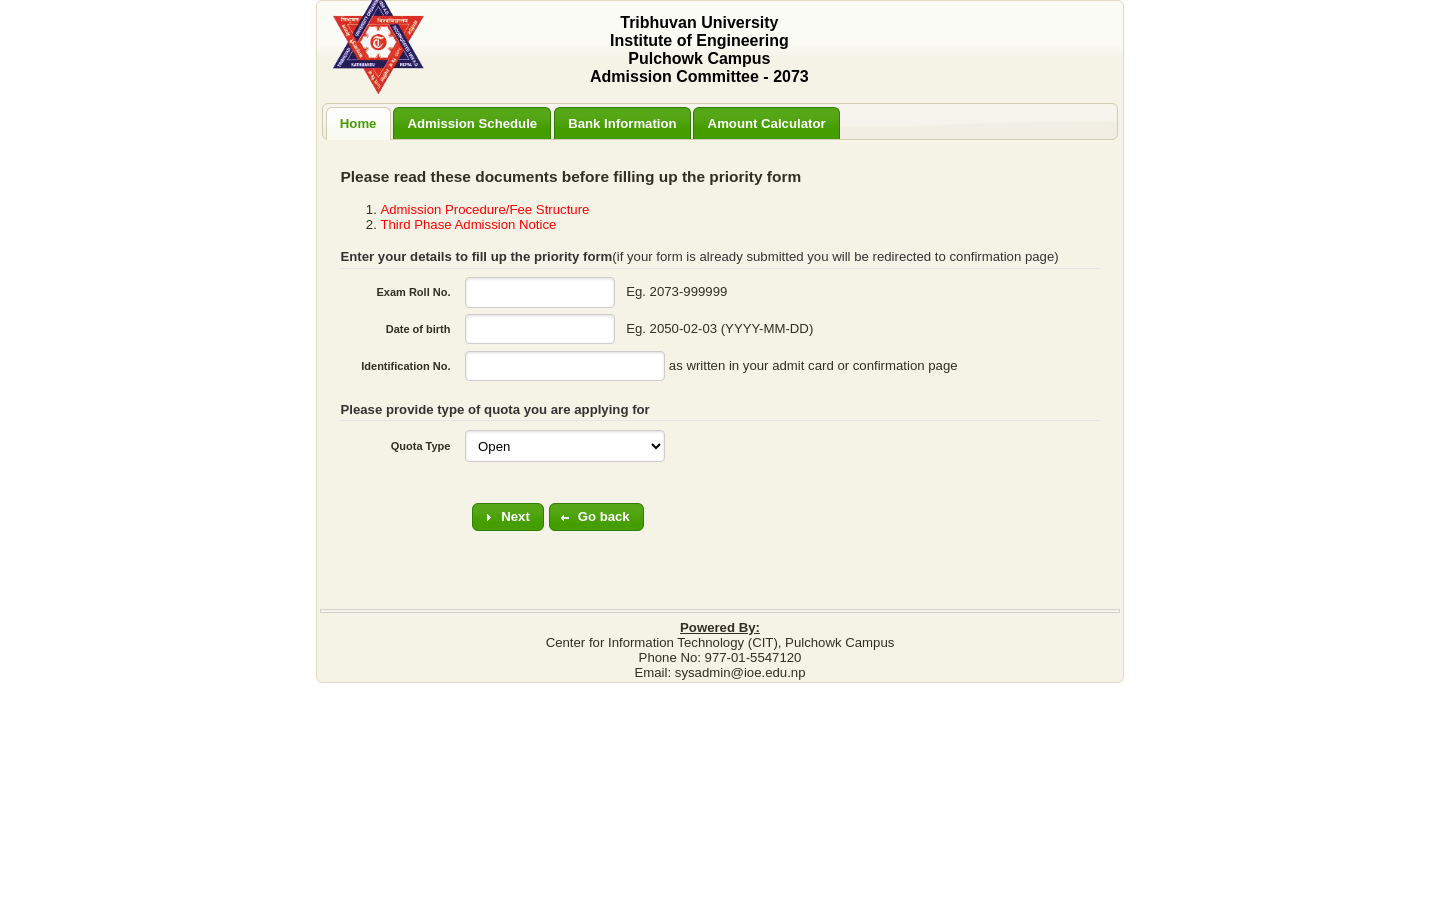 Tribhuvan University
Institute of Engineering
Pulchowk Campus
Admission Committee - 2073
Home
Admission Schedule
Bank Information
Amount Calculator
Please read these documents before filling up the priority form
1. Admission Procedure/Fee Structure
2. Third Phase Admission Notice
Enter your details to fill up the priority form(if your form is already submitted you will be redirected to confirmation page)
Exam Roll No. Eg. 2073-999999
Date of birth Eg. 2050-02-03 (YYYY-MM-DD)
Identification No. as written in your admit card or confirmation page
Please provide type of quota you are applying for
Quota Type Open
Next Go back
Powered By:
Center for Information Technology (CIT), Pulchowk Campus
Phone No: 977-01-5547120
Email: sysadmin@ioe.edu.np